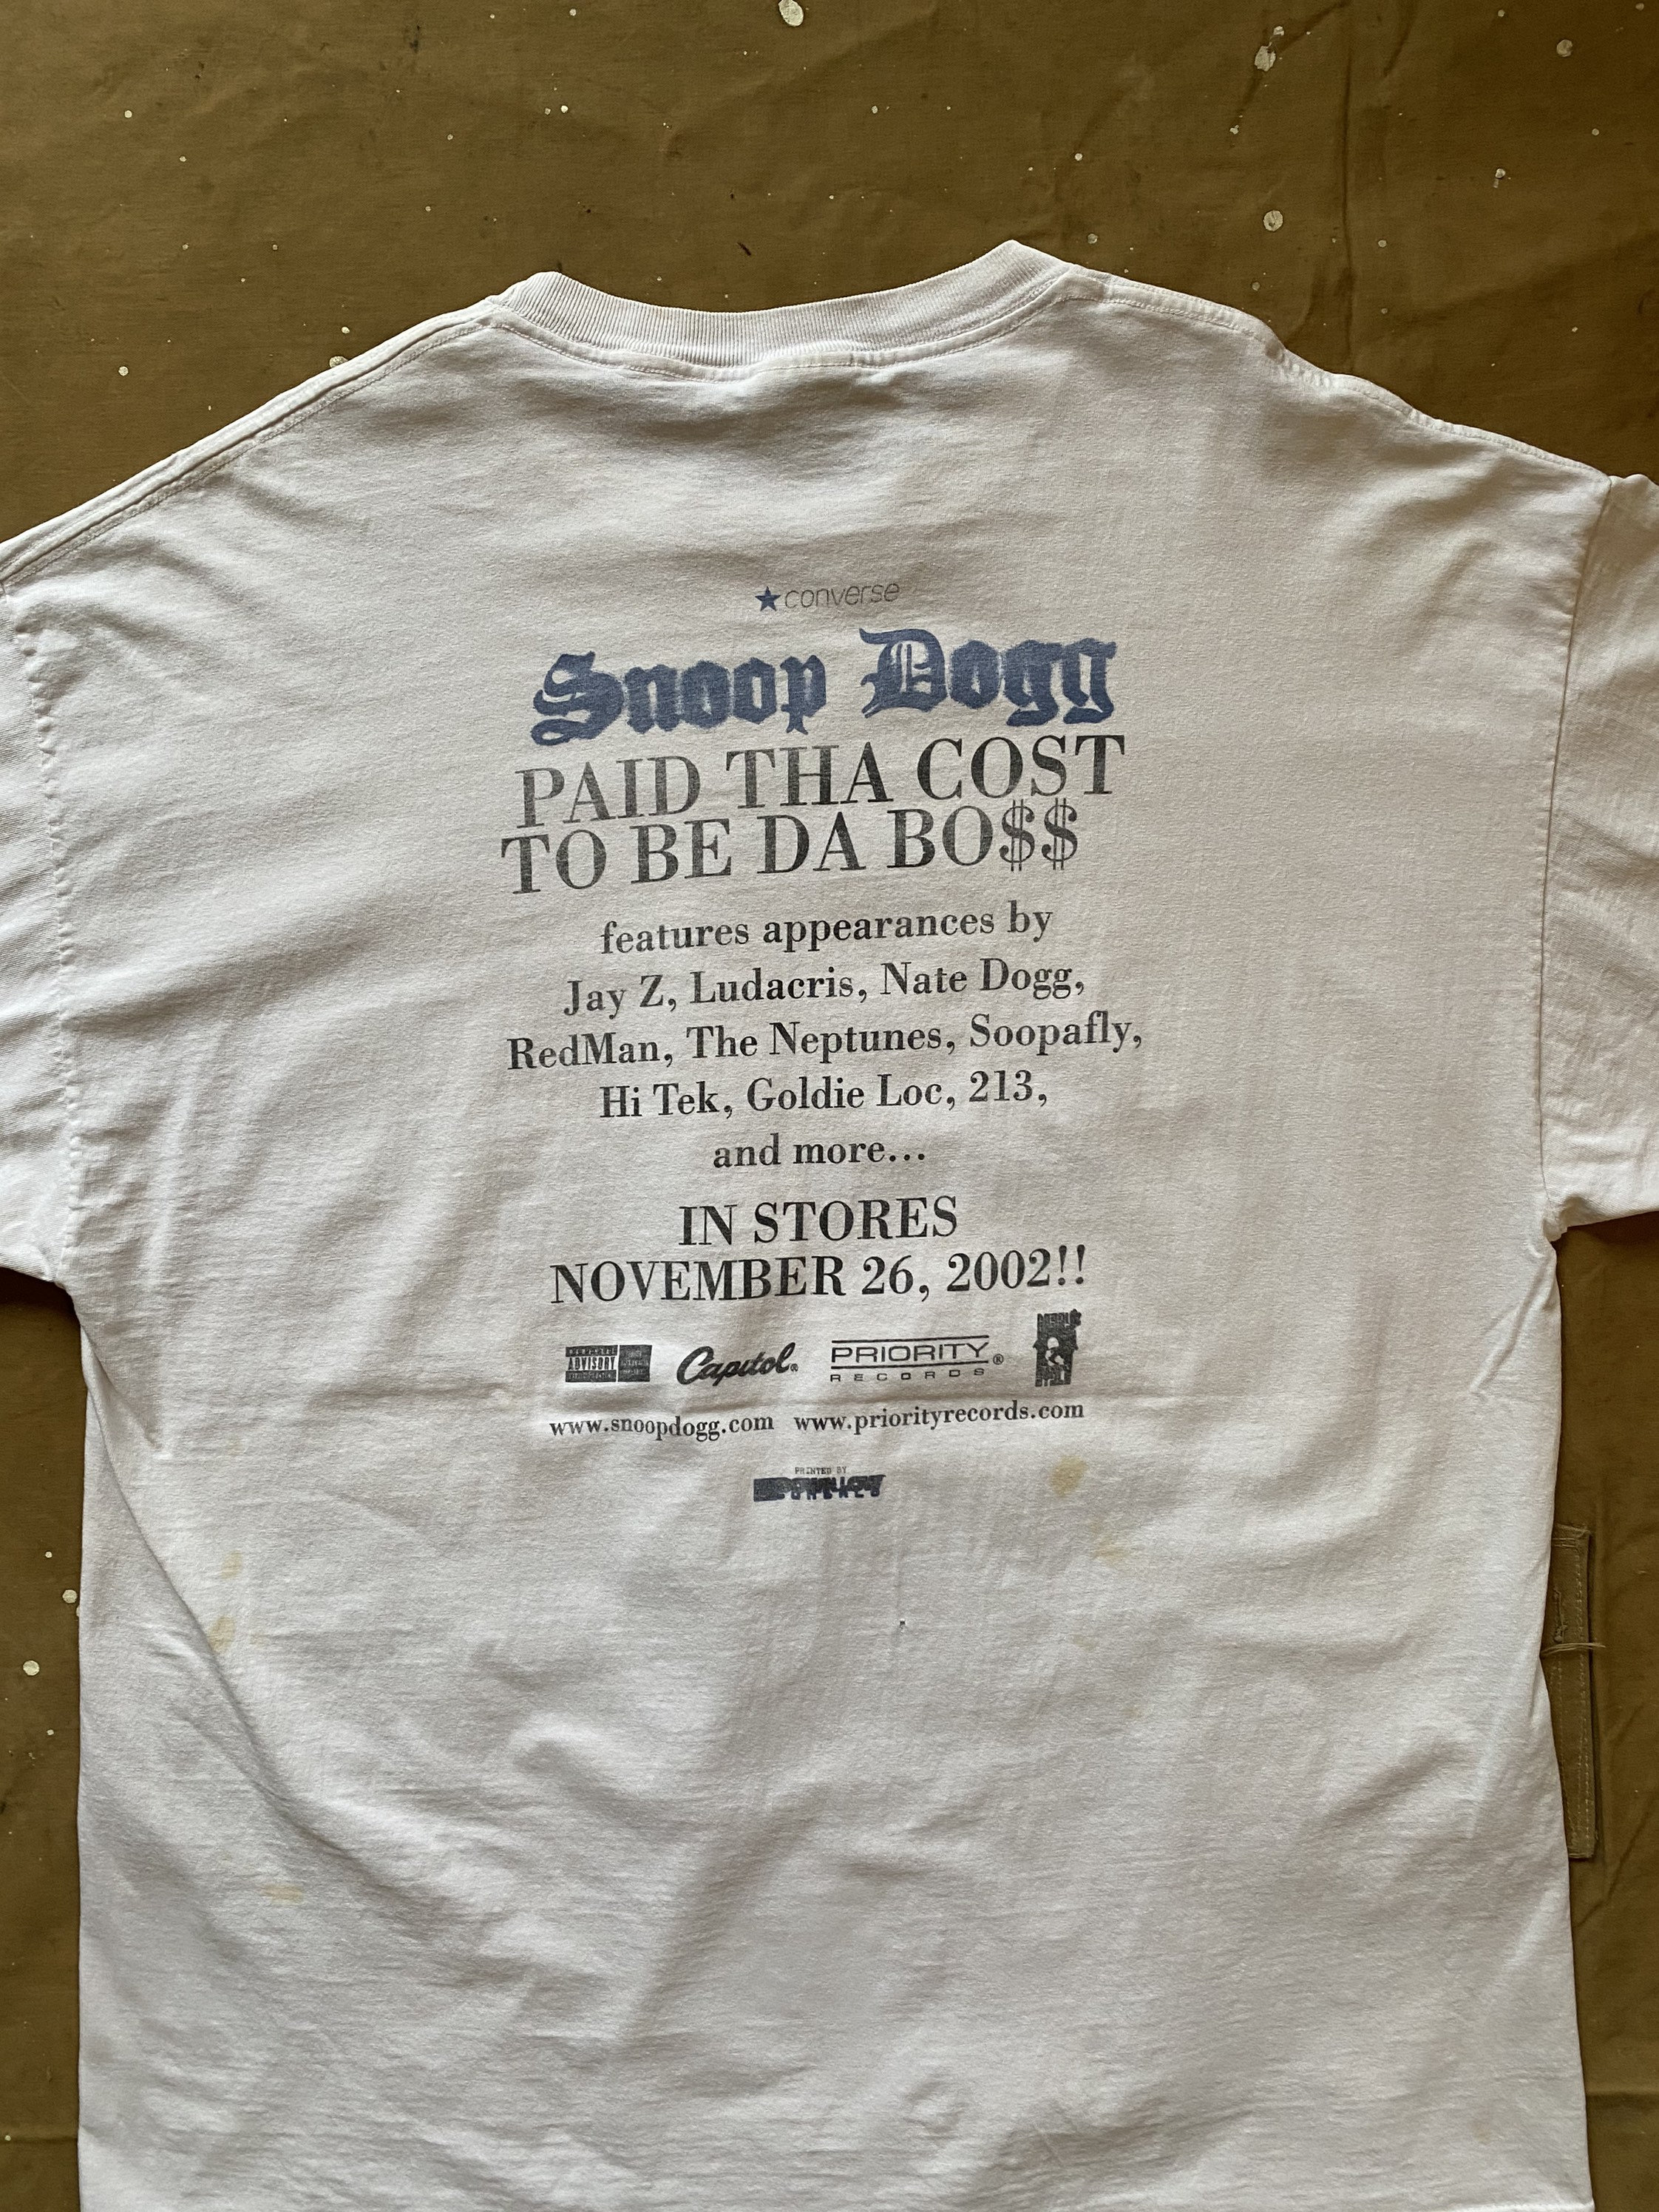 converse
Snoop Dogg
PAID THA COST
TO BE DA BO$$
features appearances by
Jay Z, Ludacris, Nate Dogg,
RedMan, The Neptunes, Soopafly,
Hi Tek, Goldie Loc, 213,
and more...
IN STORES
NOVEMBER 26, 2002!!
ADVISORY Capitol® PRIORITY®
RECORDS
www.snoopdogg.com www.priorityrecords.com
PRINTED BY